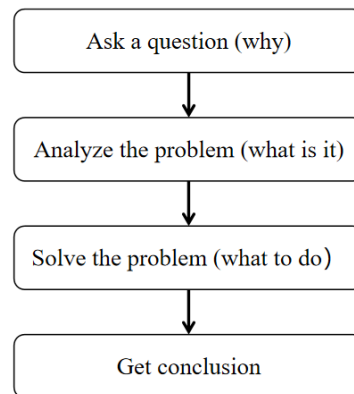 Ask a question (why)
Analyze the problem (what is it)
Solve the problem (what to do）
Get conclusion